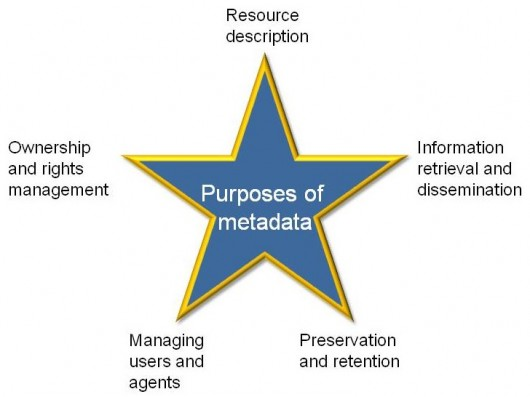 Resource
description
Ownership
and rights
management
Information
retrieval and
dissemination
Purposes of
metadata
Managing
users and
agents
Preservation
and retention